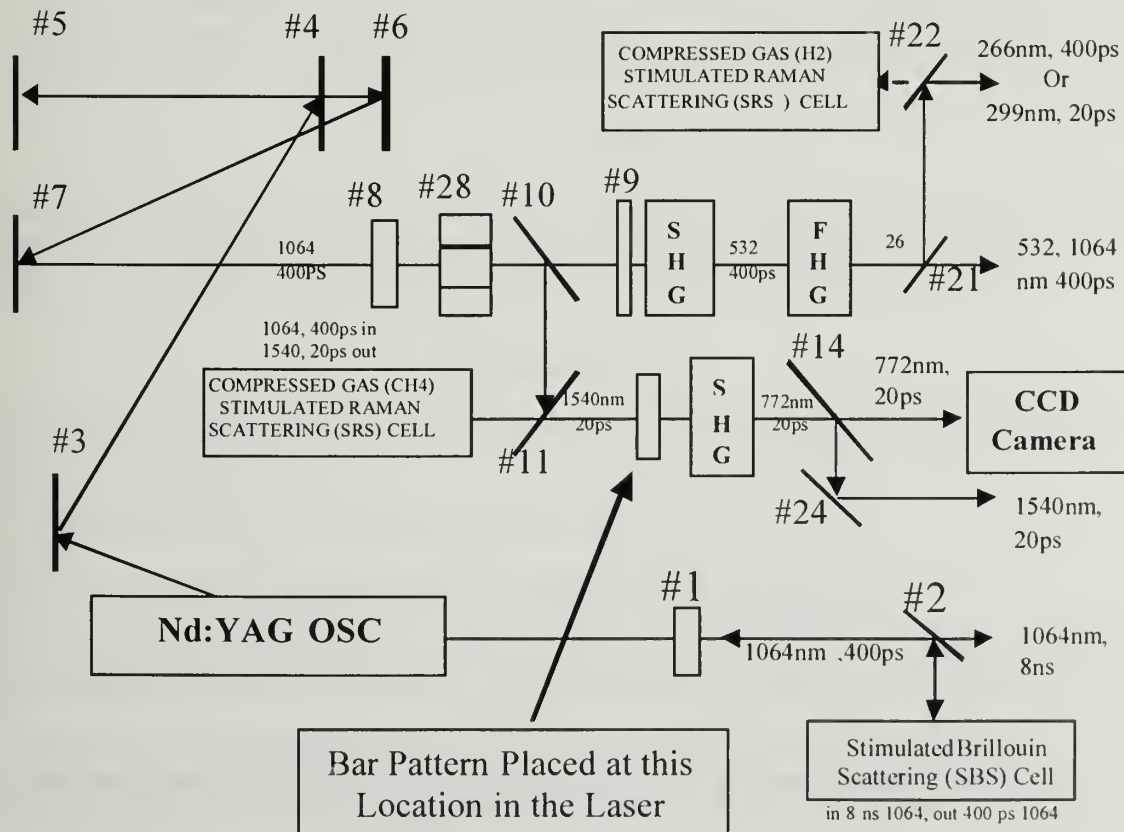 #5
#4
#6
#22
COMPRESSED GAS (H2)
STIMULATED RAMAN
SCATTERING (SRS ) CELL
266nm, 400ps
Or
299nm, 20ps
#7
#8
#28
#10
#9
1064
400PS
S
H
G
532
400ps
F
H
G
26
#21
532, 1064
nm 400ps
1064, 400ps in
1540, 20ps out
COMPRESSED GAS (CH4)
STIMULATED RAMAN
SCATTERING (SRS) CELL
#11
1540nm
20ps
S
H
G
772nm
20ps
#14
772nm,
20ps
CCD
Camera
#24
1540nm,
20ps
#3
Nd:YAG OSC
#1
1064nm ,400ps
#2
1064nm,
8ns
Bar Pattern Placed at this
Location in the Laser
Stimulated Brillouin
Scattering (SBS) Cell
in 8 ns 1064, out 400 ps 1064